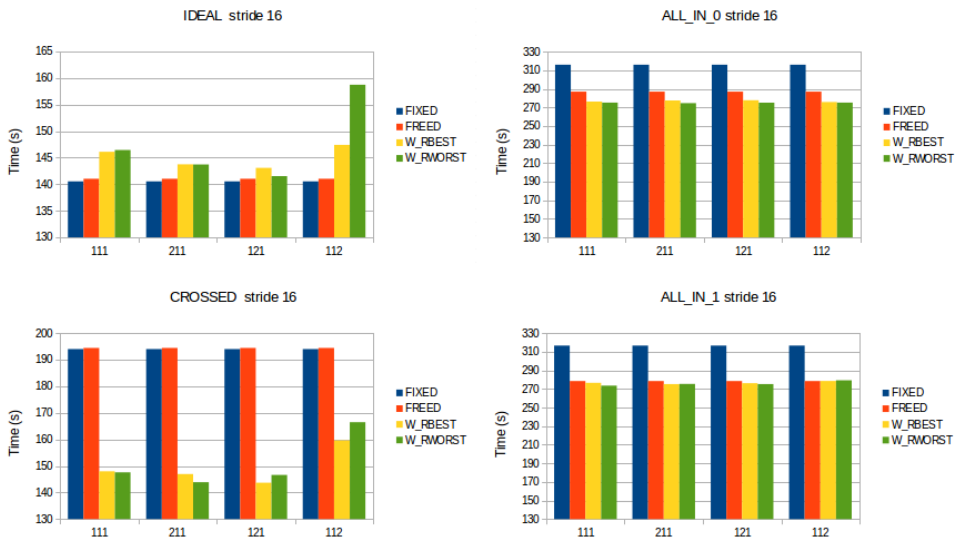 IDEAL stride 16
165
160
155
150
145
140
135
130
Time (s)
111 211 121 112
FIXED
FREED
W_RBEST
W_RWORST
ALL_IN_0 stride 16
330
310
290
270
250
230
210
190
170
150
130
Time (s)
111 211 121 112
FIXED
FREED
W_RBEST
W_RWORST
CROSSED stride 16
200
190
180
170
160
150
140
130
Time (s)
111 211 121 112
FIXED
FREED
W_RBEST
W_RWORST
ALL_IN_1 stride 16
330
310
290
270
250
230
210
190
170
150
130
Time (s)
111 211 121 112
FIXED
FREED
W_RBEST
W_RWORST